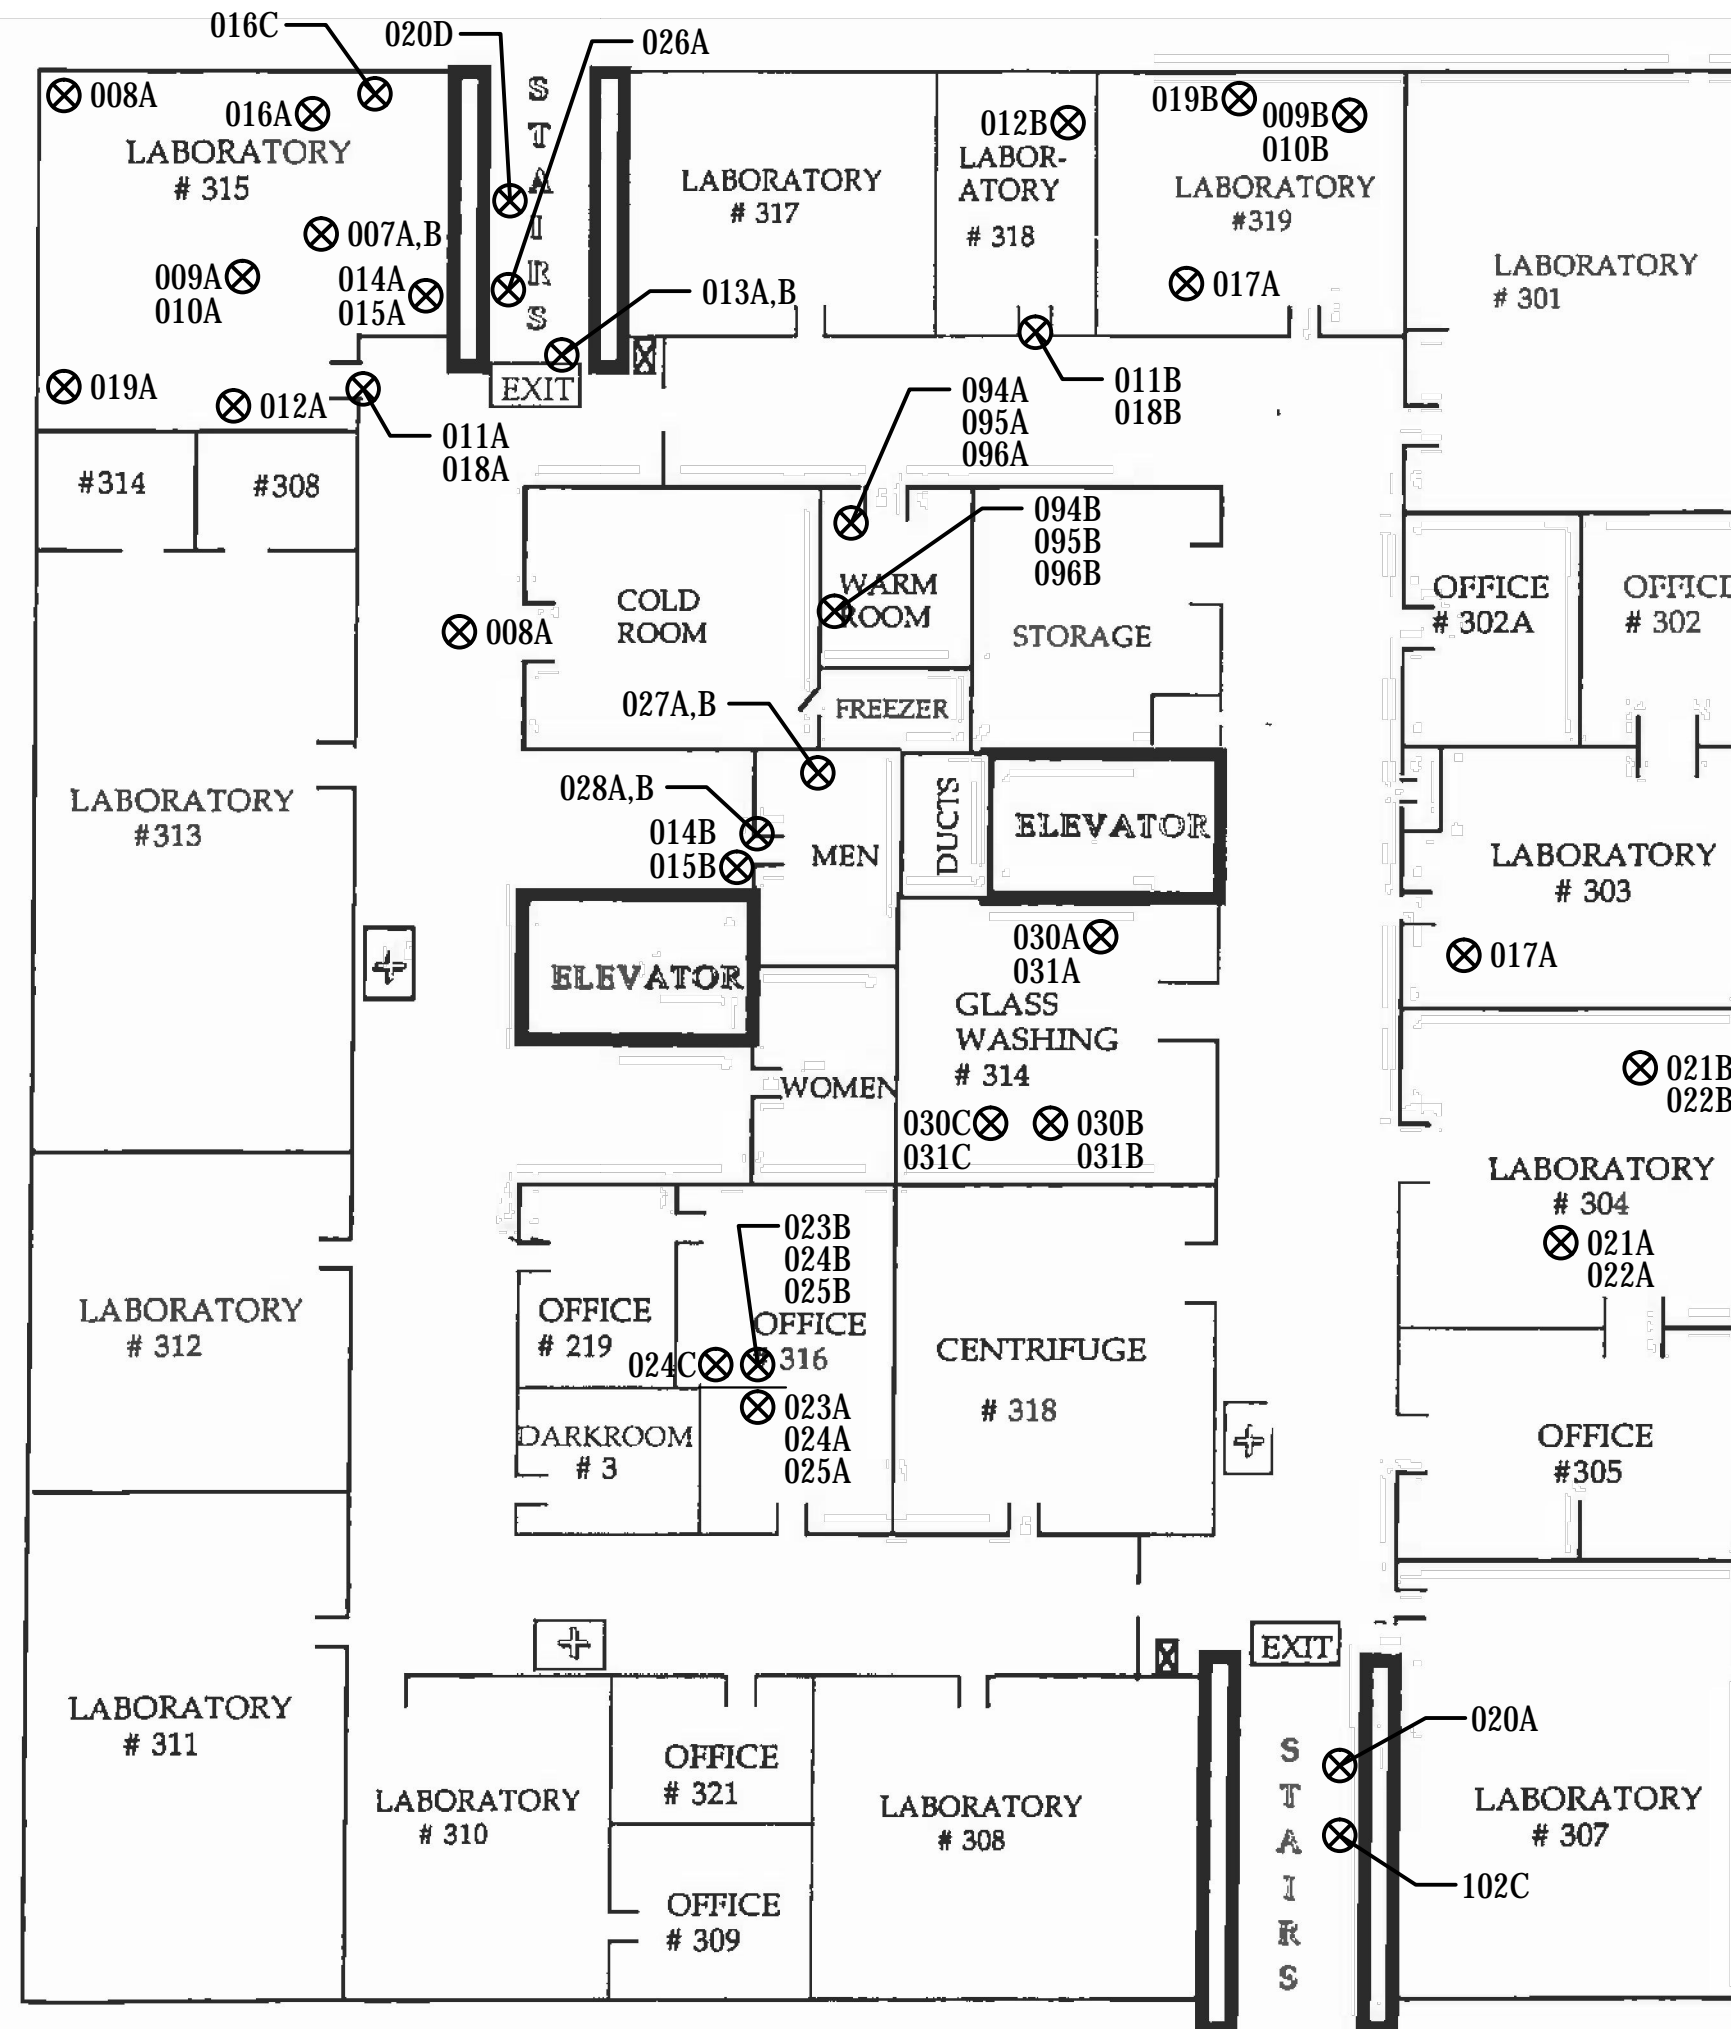 016C
020D
026A
008A
016A
LABORATORY
# 315
007A,B
009A
010A
014A
015A
019A
012A
011A
018A
STAIRS
013A,B
EXIT
LABORATORY
# 317
012B
LABOR-
ATORY
# 318
019B
009B
010B
LABORATORY
#319
017A
011B
018B
LABORATORY
# 301
094A
095A
096A
#314
#308
094B
095B
096B
COLD
ROOM
WARM
ROOM
STORAGE
008A
FREEZER
027A,B
OFFICE
# 302A
OFFICE
# 302
LABORATORY
#313
028A,B
014B
015B
MEN
DUCTS
ELEVATOR
LABORATORY
# 303
017A
ELEVATOR
030A
031A
GLASS
WASHING
# 314
WOMEN
030C
031C
030B
031B
021B
022B
LABORATORY
# 304
021A
022A
023B
024B
025B
LABORATORY
# 312
OFFICE
# 219
OFFICE
# 316
024C
023A
024A
025A
DARKROOM
# 3
CENTRIFUGE
# 318
OFFICE
#305
LABORATORY
# 311
LABORATORY
# 310
OFFICE
# 321
OFFICE
# 309
LABORATORY
# 308
EXIT
STAIRS
020A
102C
LABORATORY
# 307